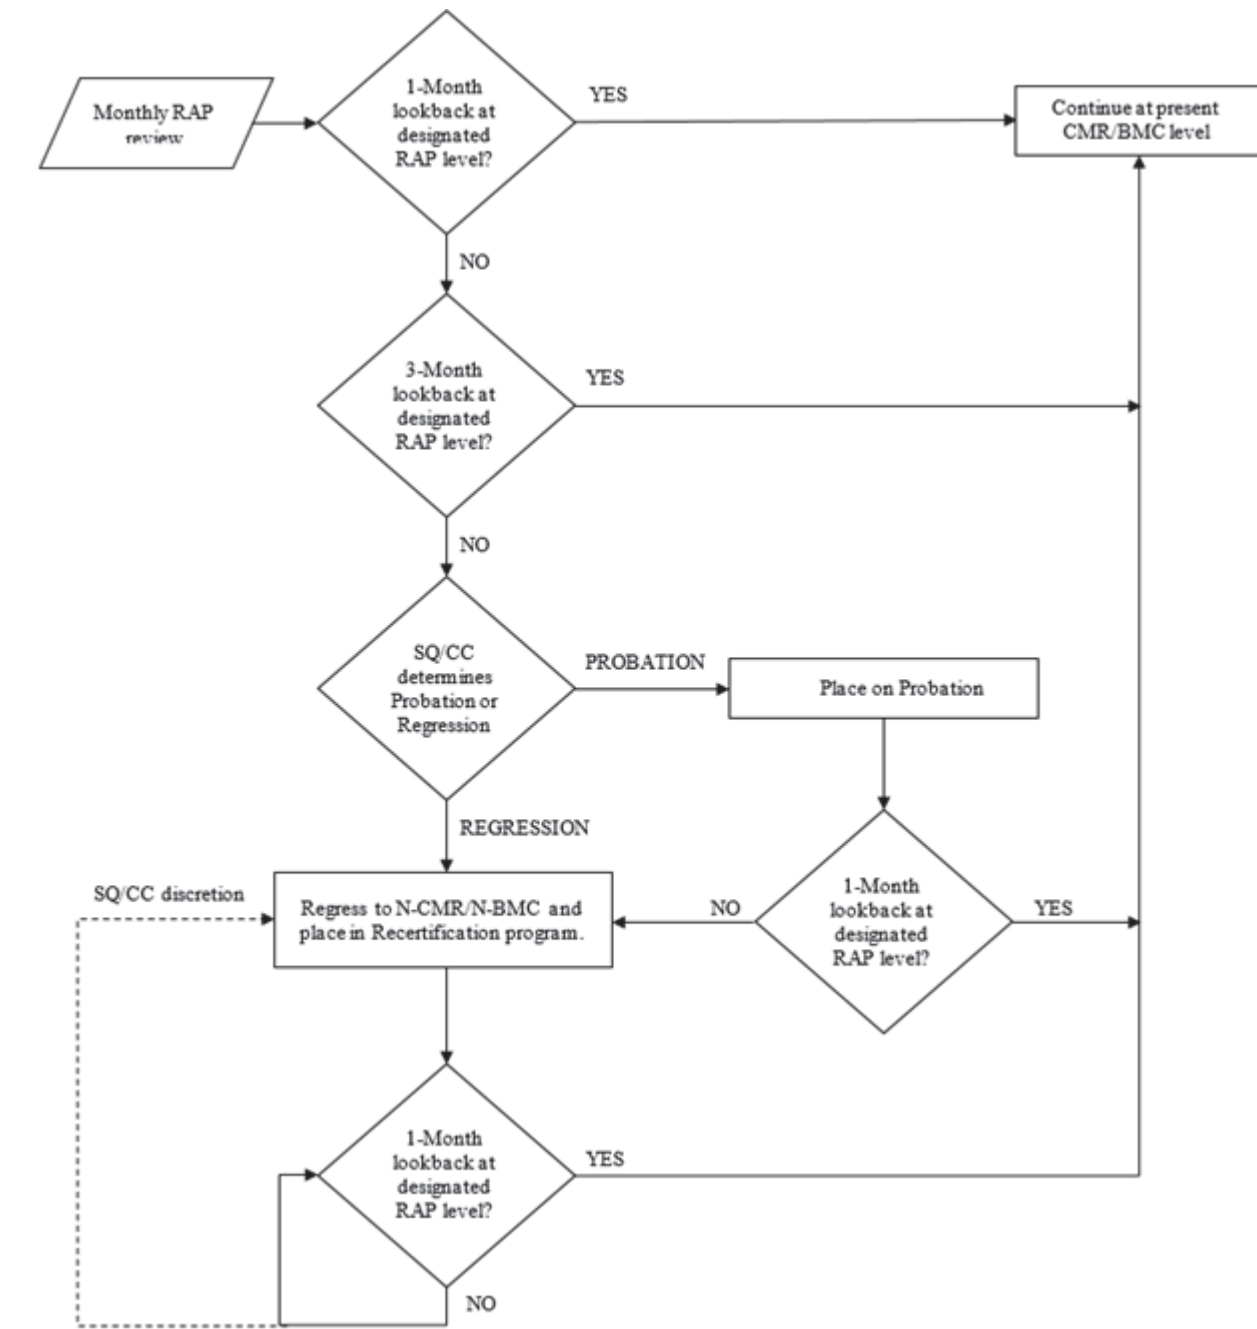 1-Month
lookback at
designated
RAP level?
YES
Monthly RAP
review
Continue at present
CMR/BMC level
NO
3-Month
lookback at
designated
RAP level?
YES
NO
SQ/CC
determines
Probation or
Regression
PROBATION
Place on Probation
REGRESSION
SQ/CC discretion
Regress to N-CMR/N-BMC and
place in Recertification program.
NO
1-Month
lookback at
designated
RAP level?
YES
1-Month
lookback at
designated
RAP level?
YES
NO